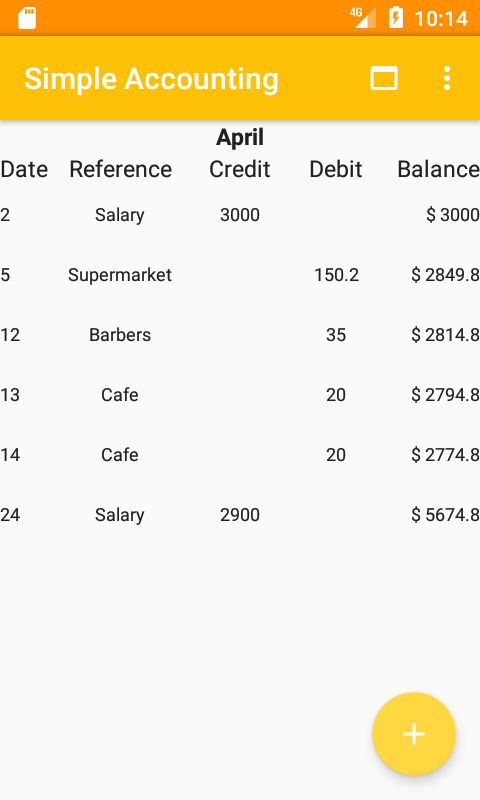 4G 10:14
Simple Accounting
April
Date Reference Credit Debit Balance
2 Salary 3000 $ 3000
5 Supermarket 150.2 $ 2849.8
12 Barbers 35 $ 2814.8
13 Cafe 20 $ 2794.8
14 Cafe 20 $ 2774.8
24 Salary 2900 $ 5674.8